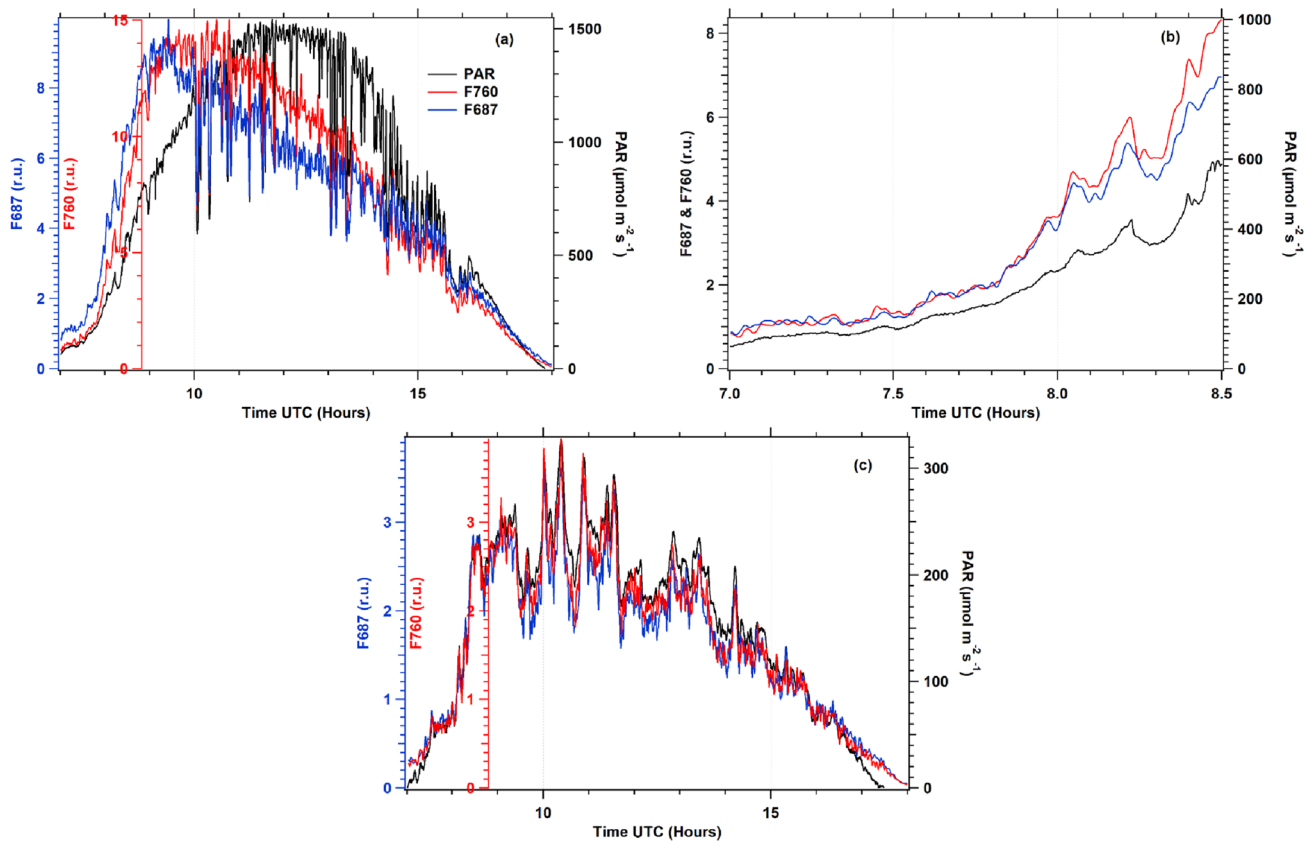 (a)
PAR
F760
F687
F687 (r.u.)
8
6
4
2
0
F760 (r.u.)
15
10
5
0
PAR (µmol m⁻² s⁻¹)
1500
1000
500
0
10 15
Time UTC (Hours)
(b)
F687 & F760 (r.u.)
8
6
4
2
0
PAR (µmol m⁻² s⁻¹)
1000
800
600
400
200
0
7.0 7.5 8.0 8.5
Time UTC (Hours)
(c)
F687 (r.u.)
3
2
1
0
F760 (r.u.)
3
2
1
0
PAR (µmol m⁻² s⁻¹)
300
200
100
0
10 15
Time UTC (Hours)